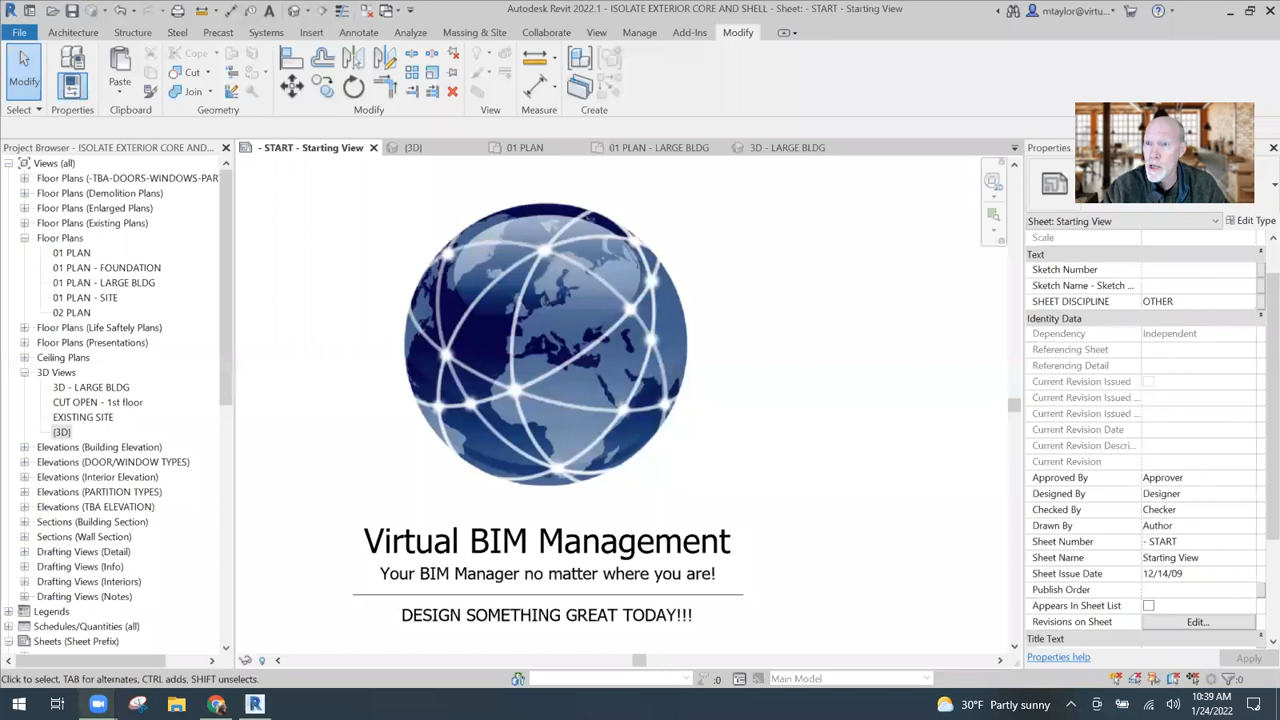 Autodesk Revit 2022.1 - ISOLATE EXTERIOR CORE AND SHELL - Sheet: - START - Starting View
mtaylor@virtu...
File Architecture Structure Steel Precast Systems Insert Annotate Analyze Massing & Site Collaborate View Manage Add-Ins Modify
Modify
Paste
Cope
Cut
Join
Select Properties Clipboard Geometry Modify View Measure Create
Project Browser - ISOLATE EXTERIOR CORE AND...
- START - Starting View
{3D}
01 PLAN
01 PLAN - LARGE BLDG
3D - LARGE BLDG
Views (all)
Floor Plans (-TBA-DOORS-WINDOWS-PAR
Floor Plans (Demolition Plans)
Floor Plans (Enlarged Plans)
Floor Plans (Existing Plans)
Floor Plans
01 PLAN
01 PLAN - FOUNDATION
01 PLAN - LARGE BLDG
01 PLAN - SITE
02 PLAN
Floor Plans (Life Saftely Plans)
Floor Plans (Presentations)
Ceiling Plans
3D Views
3D - LARGE BLDG
CUT OPEN - 1st floor
EXISTING SITE
{3D}
Elevations (Building Elevation)
Elevations (DOOR/WINDOW TYPES)
Elevations (Interior Elevation)
Elevations (PARTITION TYPES)
Elevations (TBA ELEVATION)
Sections (Building Section)
Sections (Wall Section)
Drafting Views (Detail)
Drafting Views (Info)
Drafting Views (Interiors)
Drafting Views (Notes)
Legends
Schedules/Quantities (all)
Sheets (Sheet Prefix)
Virtual BIM Management
Your BIM Manager no matter where you are!
DESIGN SOMETHING GREAT TODAY!!!
Properties
Sheet: Starting View Edit Type
Scale
Text
Sketch Number
Sketch Name - Sketch ...
SHEET DISCIPLINE OTHER
Identity Data
Dependency Independent
Referencing Sheet
Referencing Detail
Current Revision Issued
Current Revision Issued ...
Current Revision Issued ...
Current Revision Date
Current Revision Descri...
Current Revision
Approved By Approver
Designed By Designer
Checked By Checker
Drawn By Author
Sheet Number - START
Sheet Name Starting View
Sheet Issue Date 12/14/09
Publish Order
Appears In Sheet List
Revisions on Sheet Edit...
Title Text
Properties help Apply
Click to select, TAB for alternates, CTRL adds, SHIFT unselects.
:0
Main Model
:0
30°F Partly sunny
10:39 AM
1/24/2022